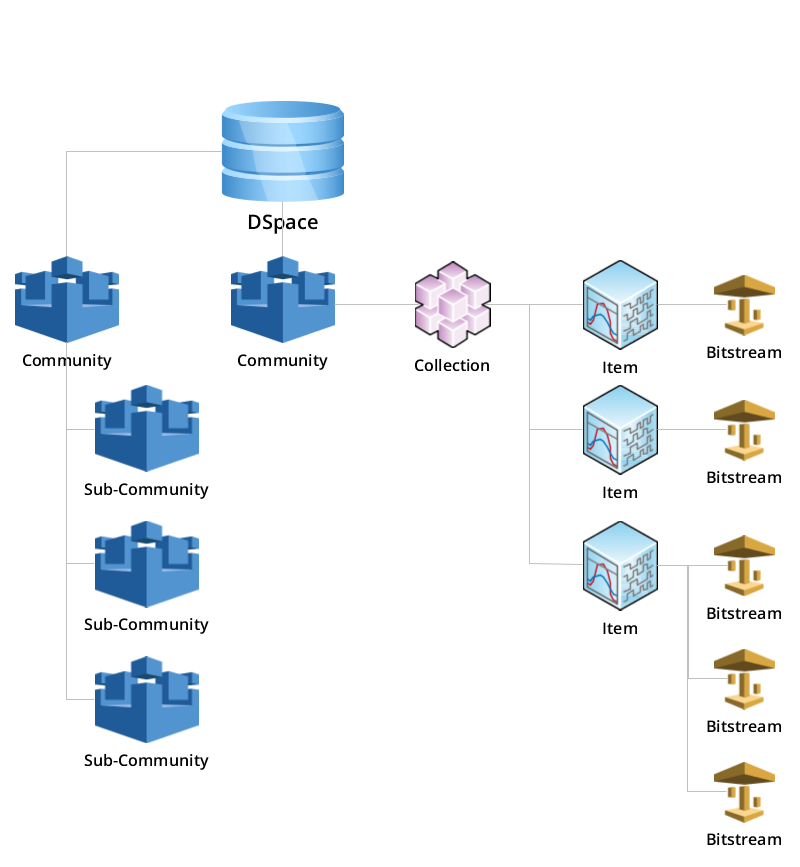 DSpace
Community
Community
Collection
Item
Bitstream
Sub-Community
Item
Bitstream
Sub-Community
Item
Bitstream
Sub-Community
Bitstream
Bitstream